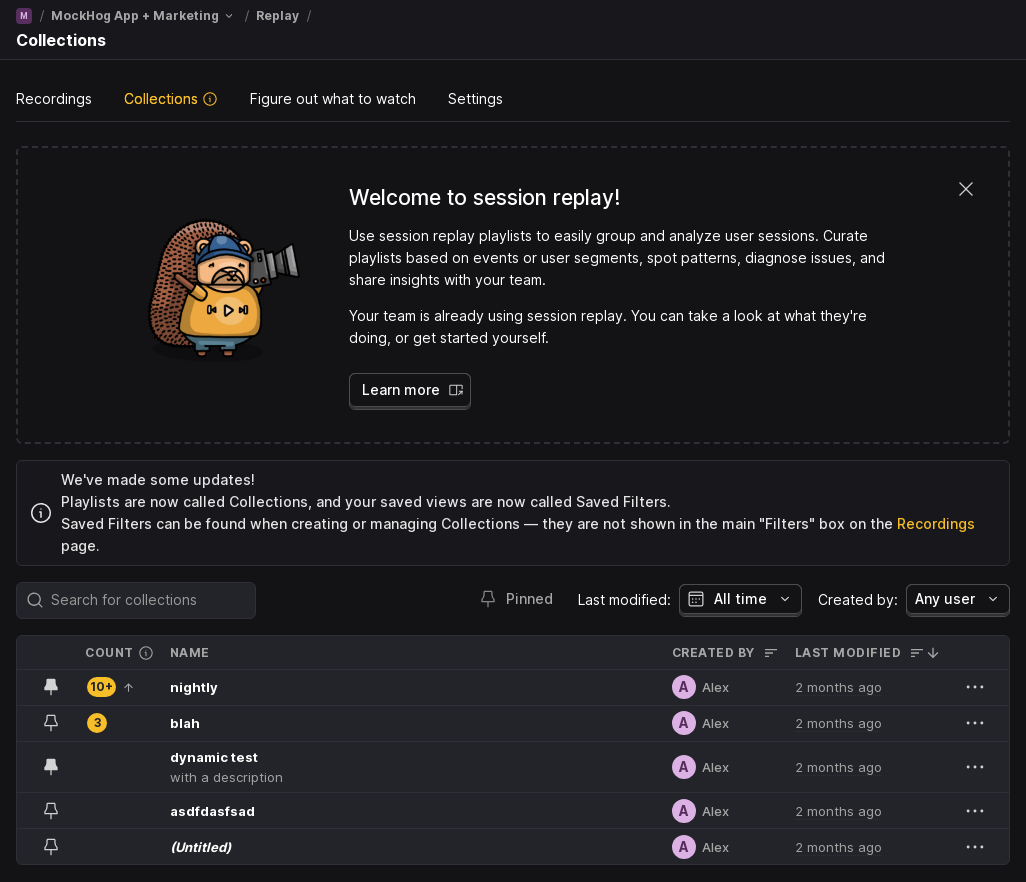 M / MockHog App + Marketing / Replay /
Collections
Recordings Collections Figure out what to watch Settings
Welcome to session replay!
Use session replay playlists to easily group and analyze user sessions. Curate
playlists based on events or user segments, spot patterns, diagnose issues, and
share insights with your team.
Your team is already using session replay. You can take a look at what they're
doing, or get started yourself.
Learn more
We've made some updates!
Playlists are now called Collections, and your saved views are now called Saved Filters.
Saved Filters can be found when creating or managing Collections — they are not shown in the main "Filters" box on the Recordings
page.
Search for collections Pinned Last modified: All time Created by: Any user
COUNT NAME CREATED BY LAST MODIFIED
10+ nightly A Alex 2 months ago
3 blah A Alex 2 months ago
dynamic test
with a description A Alex 2 months ago
asdfdasfsad A Alex 2 months ago
(Untitled) A Alex 2 months ago